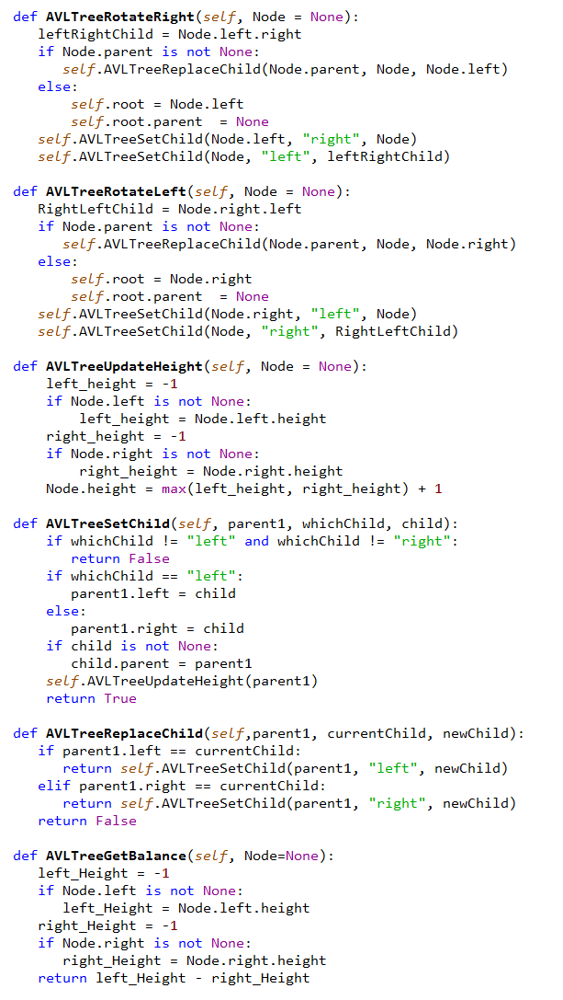 def AVLTreeRotateRight(self, Node = None):
   leftRightChild = Node.left.right
   if Node.parent is not None:
      self.AVLTreeReplaceChild(Node.parent, Node, Node.left)
   else:
       self.root = Node.left
       self.root.parent  = None
   self.AVLTreeSetChild(Node.left, "right", Node)
   self.AVLTreeSetChild(Node, "left", leftRightChild)

def AVLTreeRotateLeft(self, Node = None):
   RightLeftChild = Node.right.left
   if Node.parent is not None:
      self.AVLTreeReplaceChild(Node.parent, Node, Node.right)
   else:
       self.root = Node.right
       self.root.parent  = None
   self.AVLTreeSetChild(Node.right, "left", Node)
   self.AVLTreeSetChild(Node, "right", RightLeftChild)

def AVLTreeUpdateHeight(self, Node = None):
    left_height = -1
    if Node.left is not None:
        left_height = Node.left.height
    right_height = -1
    if Node.right is not None:
        right_height = Node.right.height
    Node.height = max(left_height, right_height) + 1

def AVLTreeSetChild(self, parent1, whichChild, child):
    if whichChild != "left" and whichChild != "right":
       return False
    if whichChild == "left":
       parent1.left = child
    else:
       parent1.right = child
    if child is not None:
       child.parent = parent1
    self.AVLTreeUpdateHeight(parent1)
    return True

def AVLTreeReplaceChild(self,parent1, currentChild, newChild):
   if parent1.left == currentChild:
      return self.AVLTreeSetChild(parent1, "left", newChild)
   elif parent1.right == currentChild:
      return self.AVLTreeSetChild(parent1, "right", newChild)
   return False

def AVLTreeGetBalance(self, Node=None):
   left_Height = -1
   if Node.left is not None:
      left_Height = Node.left.height
   right_Height = -1
   if Node.right is not None:
      right_Height = Node.right.height
   return left_Height - right_Height